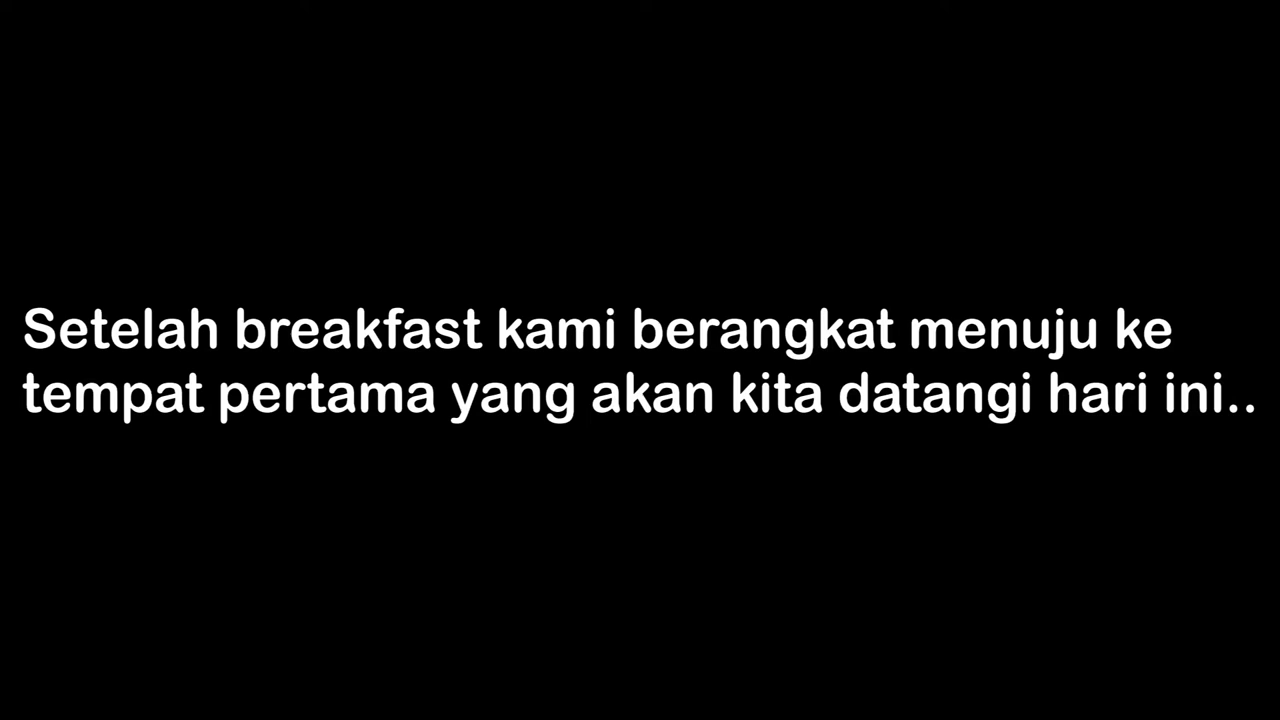 Setelah breakfast kami berangkat menuju ke
tempat pertama yang akan kita datangi hari ini..